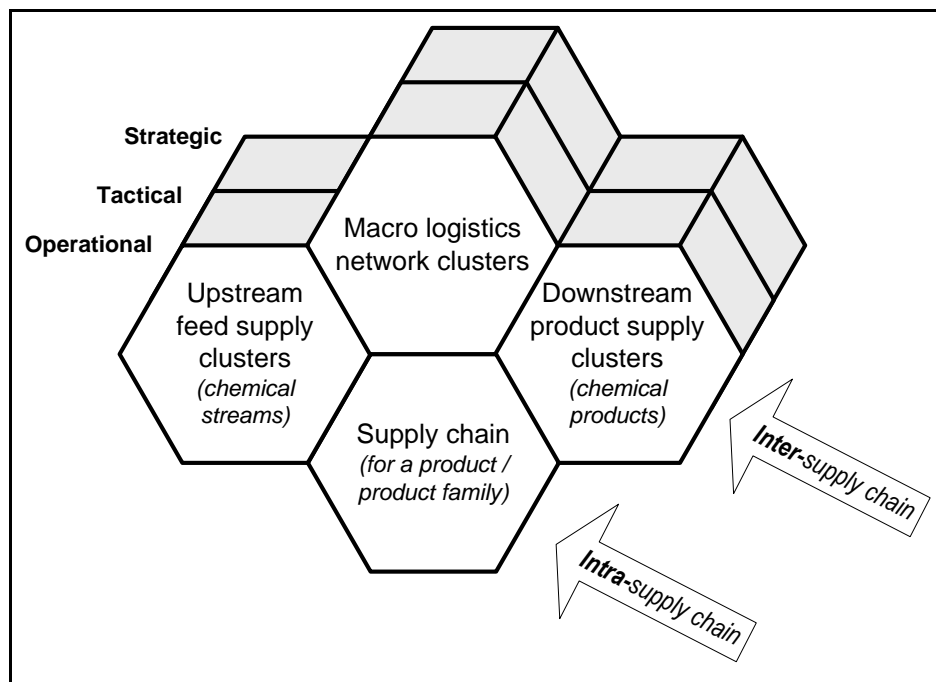 Strategic
Tactical
Operational
Macro logistics
network clusters
Upstream
feed supply
clusters
(chemical
streams)
Downstream
product supply
clusters
(chemical
products)
Supply chain
(for a product /
product family)
Inter-supply chain
Intra-supply chain